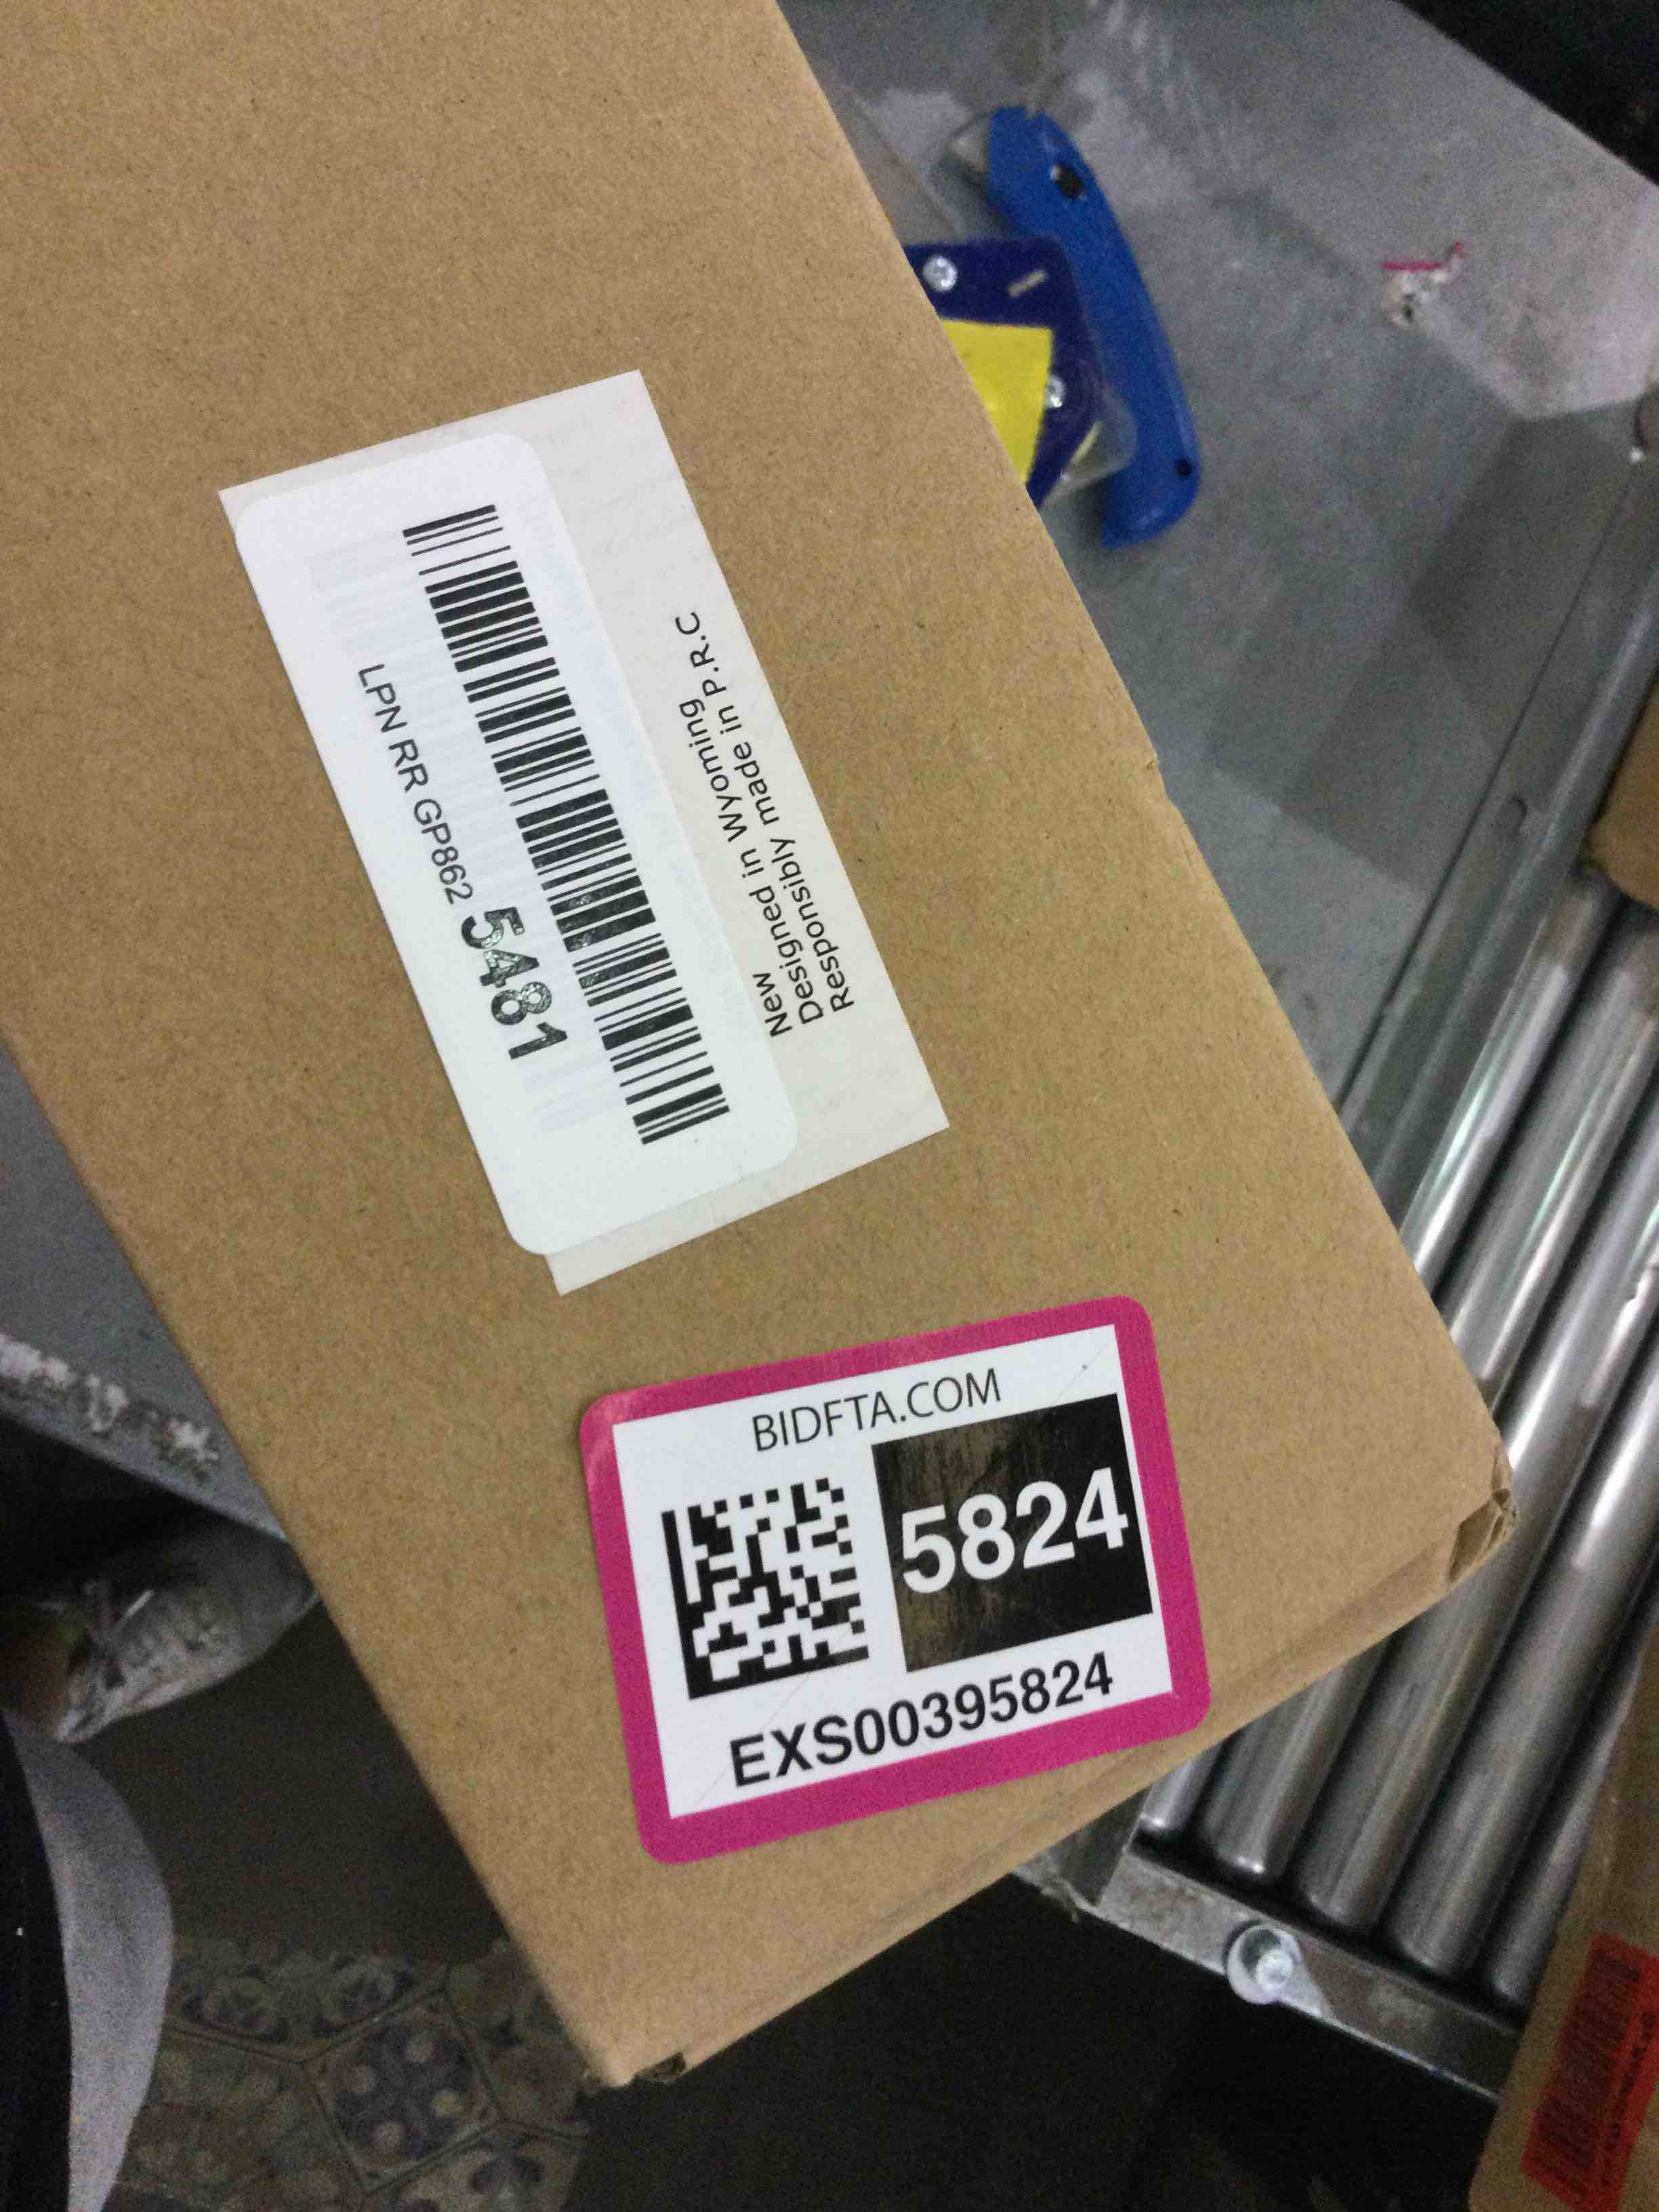 LPN RR GP862 5481
New
Designed in Wyoming
Responsibly made in P.R.C
BIDFTA.COM
5824
EXS00395824